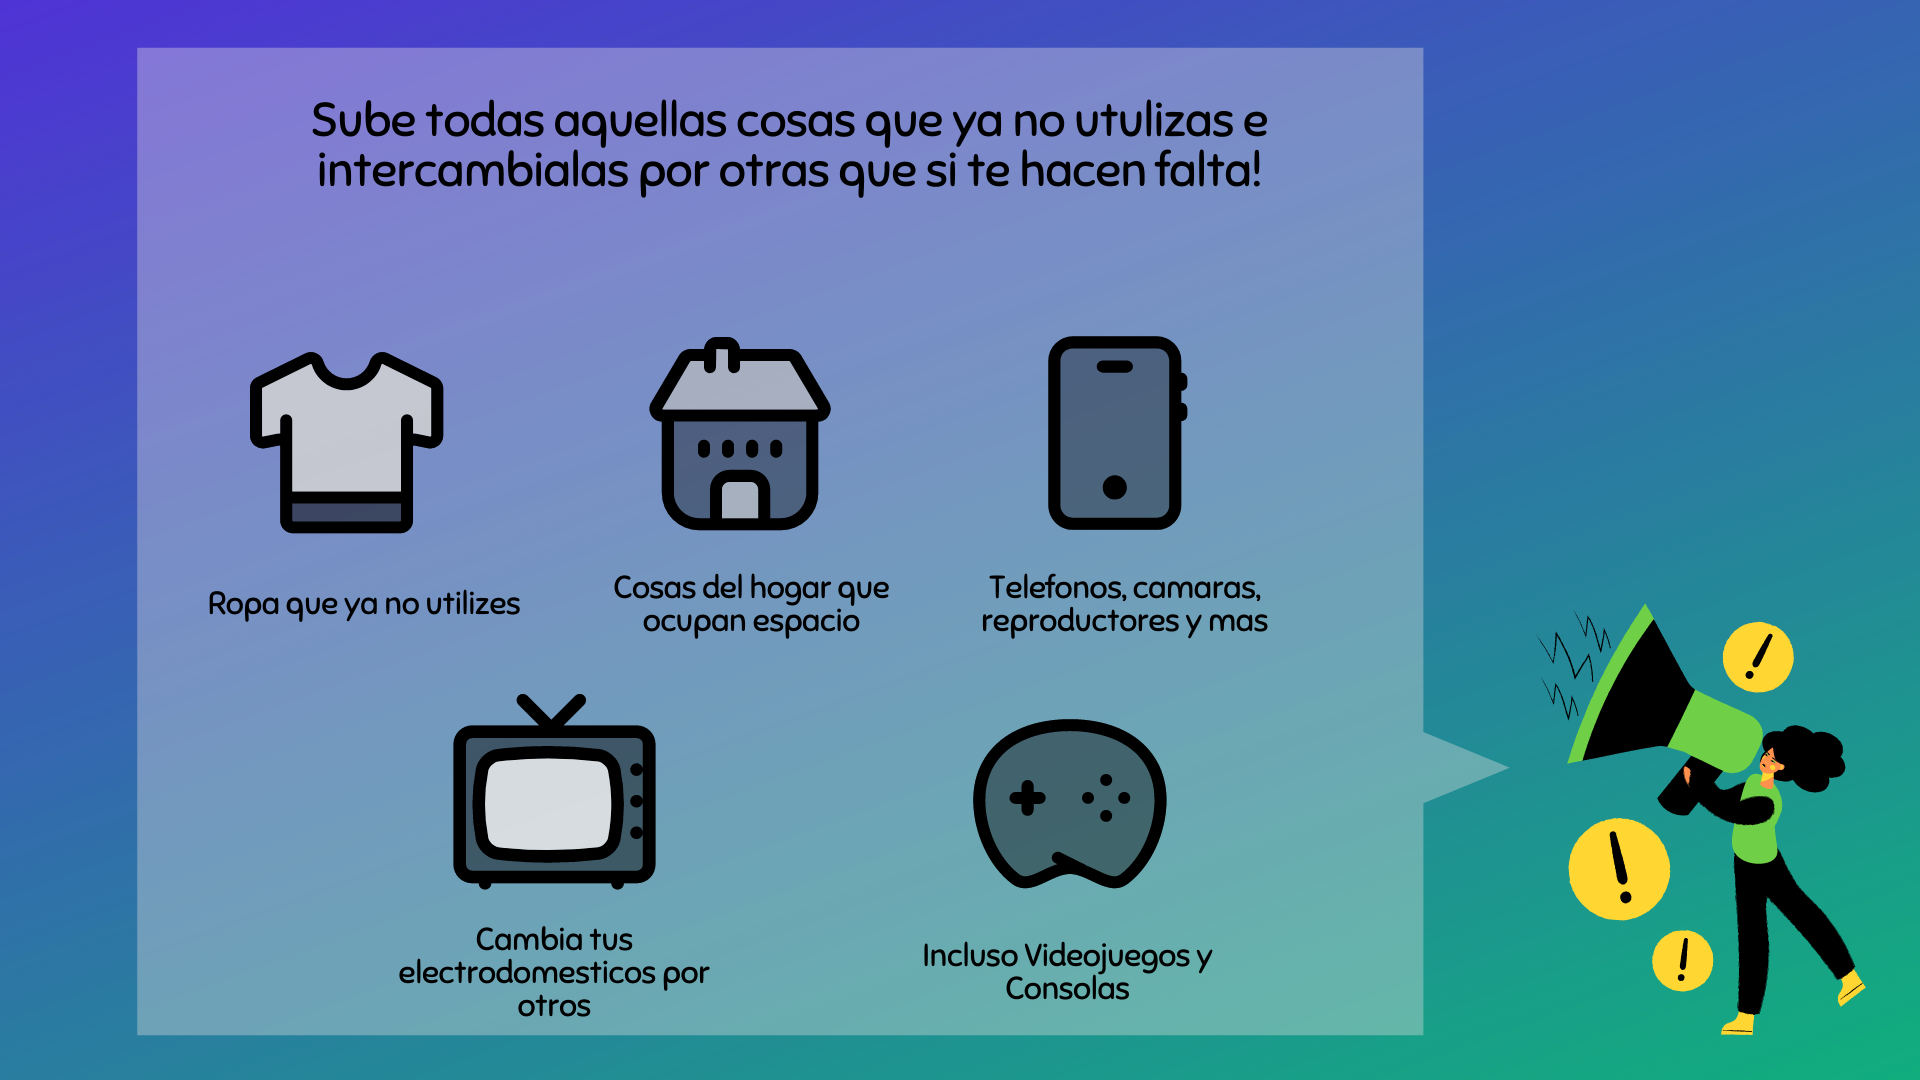 Sube todas aquellas cosas que ya no utulizas e
intercambialas por otras que si te hacen falta!
Ropa que ya no utilizes
Cosas del hogar que
ocupan espacio
Telefonos, camaras,
reproductores y mas
Cambia tus
electrodomesticos por
otros
Incluso Videojuegos y
Consolas